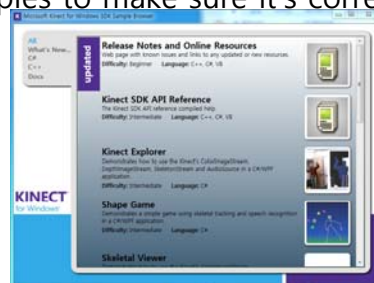 ples to make sure it's corre
Microsoft Kinect for Windows SDK Sample Browser
All
What's New...
C#
C++
Docs
updated
Release Notes and Online Resources
Web page with known issues and links to any updated or new resources.
Difficulty: Beginner Language: C++, C#, VB
Kinect SDK API Reference
The Kinect SDK API reference compiled help.
Difficulty: Intermediate Language: C++, C#, VB
Kinect Explorer
Demonstrates how to use the Kinect's ColorImageStream,
DepthImageStream, SkeletonStream and AudioSource in a C#/WPF
application.
Difficulty: Intermediate Language: C#
Shape Game
Demonstrates a simple game using skeletal tracking and speech recognition
in a C#/WPF application.
Difficulty: Intermediate Language: C#
Skeletal Viewer
KINECT
for Windows